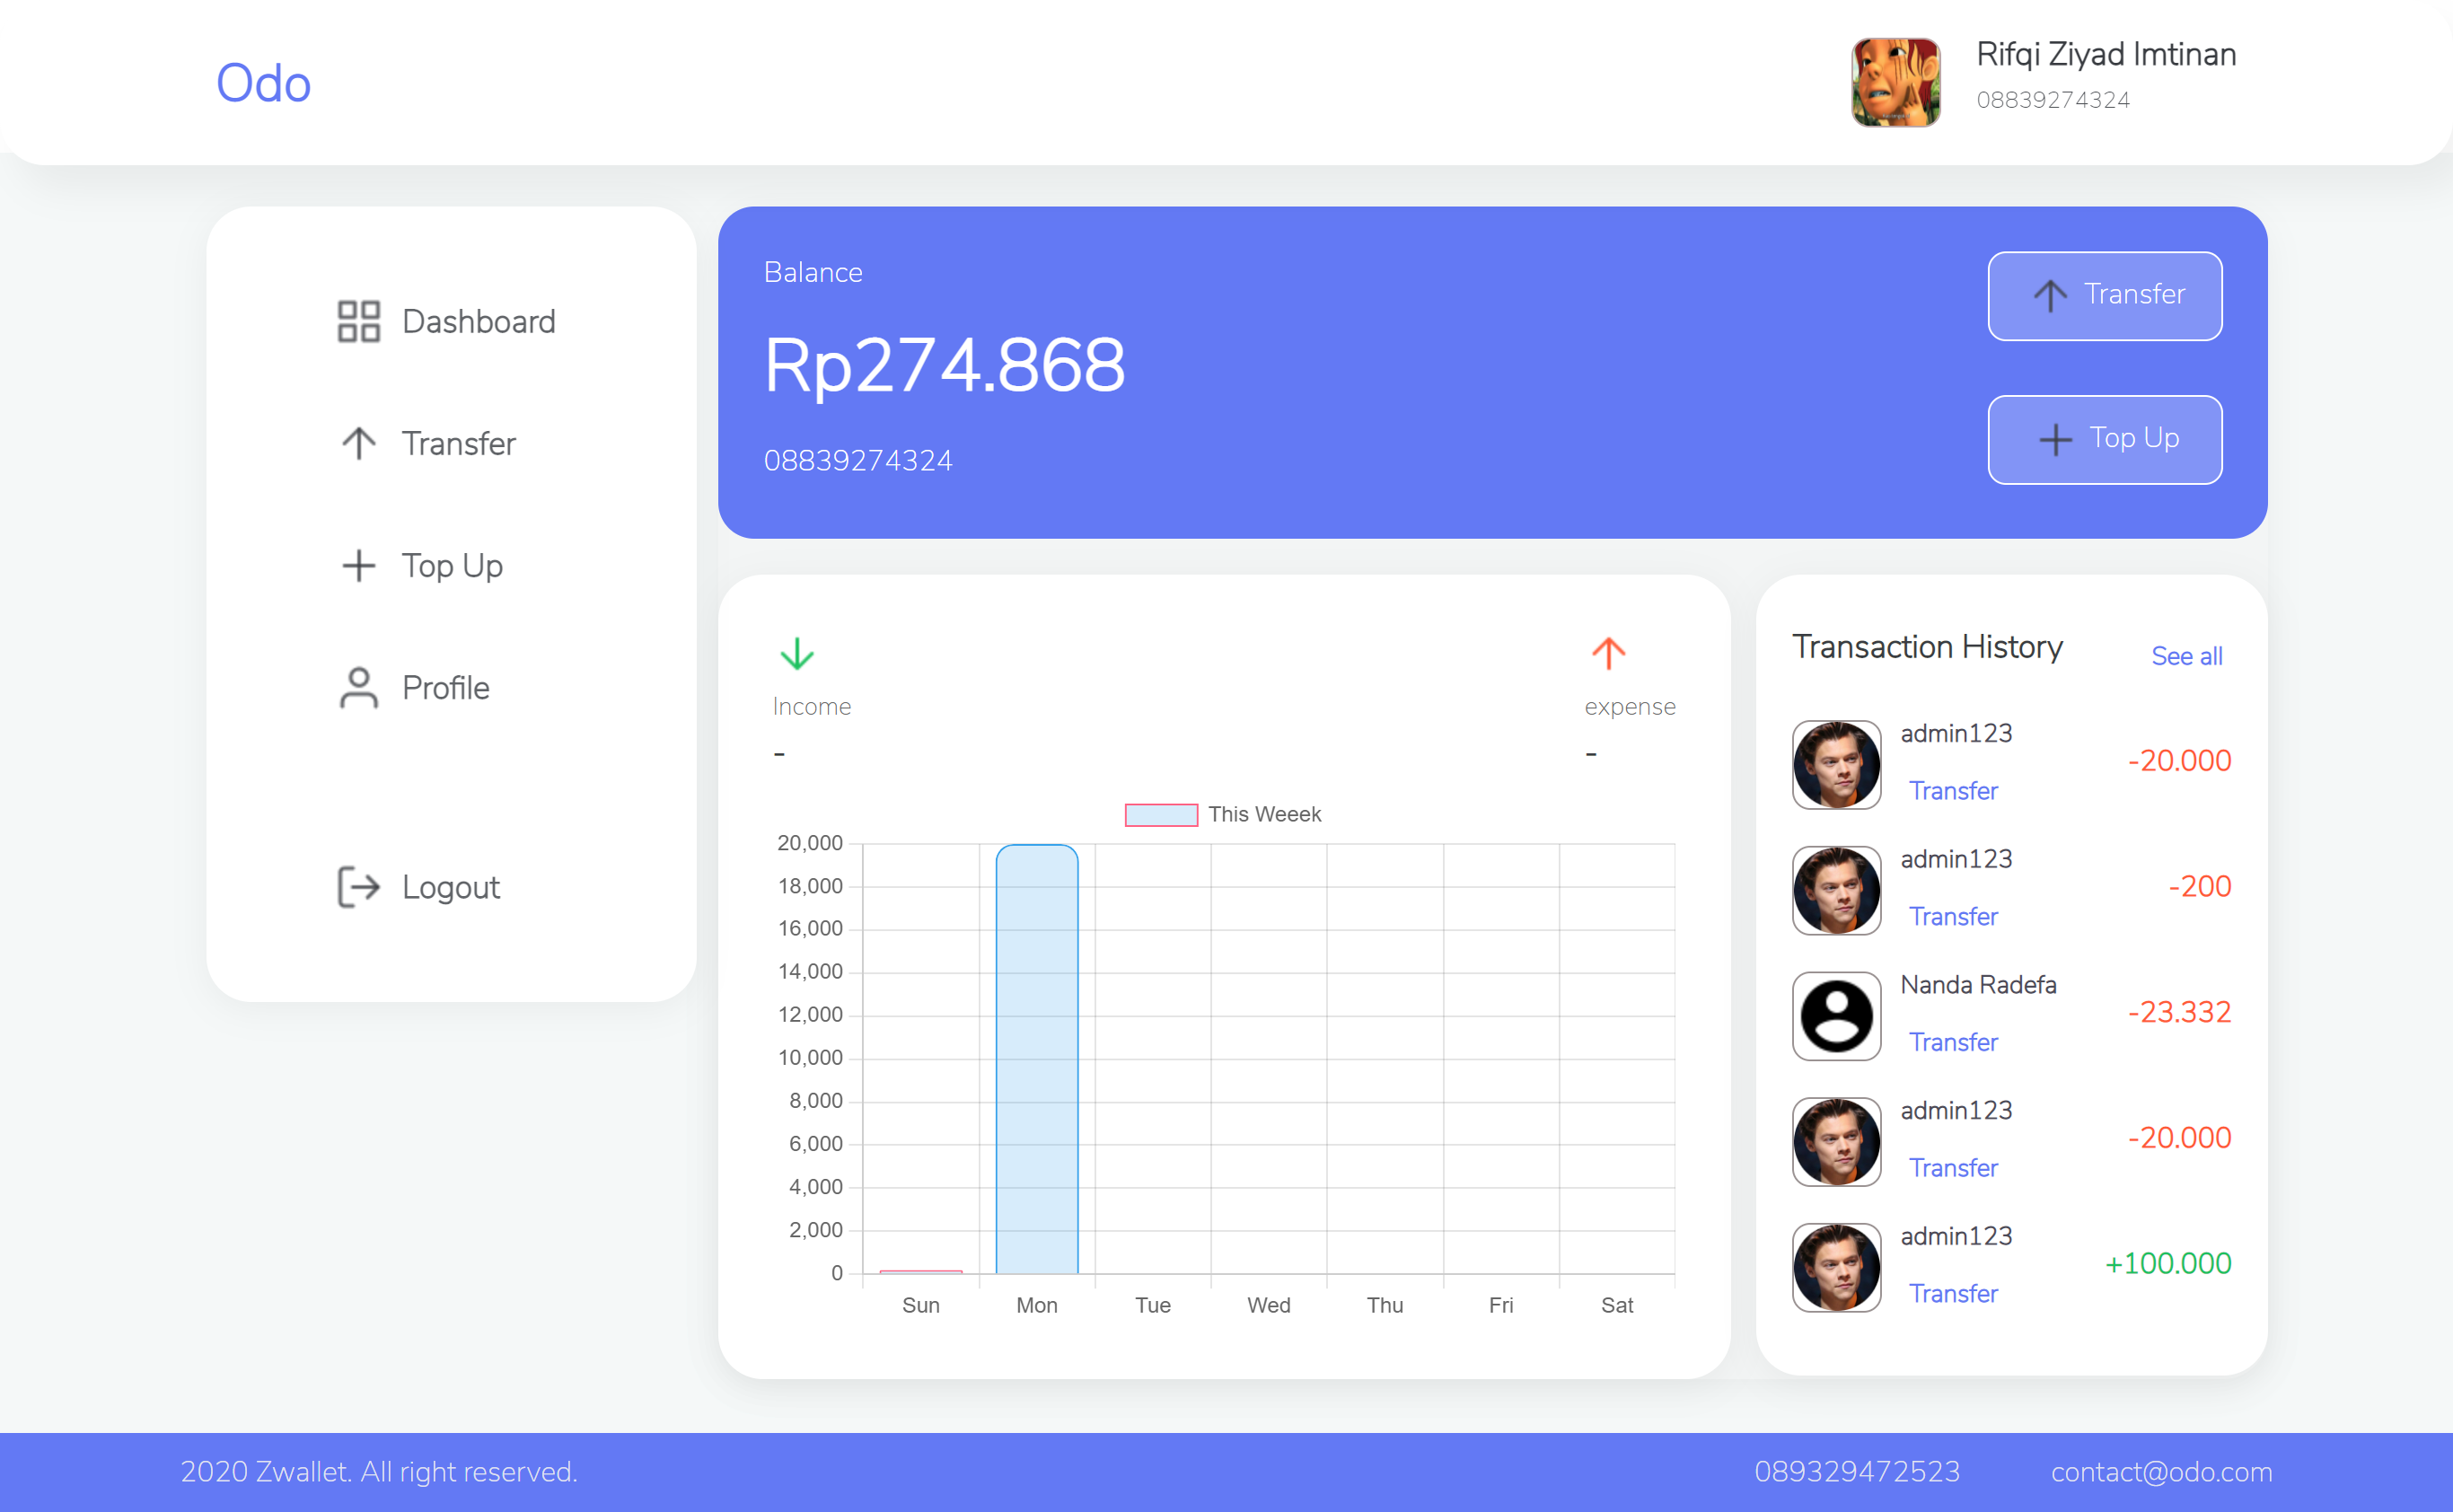 Odo
Rifqi Ziyad Imtinan
08839274324
Dashboard
Transfer
Top Up
Profile
Logout
Balance
Rp274.868
08839274324
Transfer
Top Up
Income
-
expense
-
This Weeek
20,000
18,000
16,000
14,000
12,000
10,000
8,000
6,000
4,000
2,000
0
Sun Mon Tue Wed Thu Fri Sat
Transaction History
See all
admin123
Transfer
-20.000
admin123
Transfer
-200
Nanda Radefa
Transfer
-23.332
admin123
Transfer
-20.000
admin123
Transfer
+100.000
2020 Zwallet. All right reserved.
089329472523
contact@odo.com